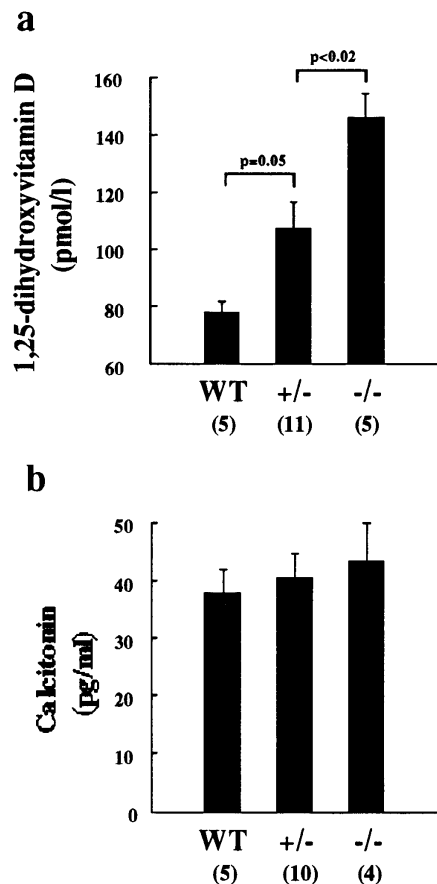 a
p<0.02
p=0.05
1,25-dihydroxyvitamin D
(pmol/l)
160
140
120
100
80
60
WT +/- -/-
(5) (11) (5)
b
Calcitonin
(pg/ml)
50
40
30
20
10
0
WT +/- -/-
(5) (10) (4)